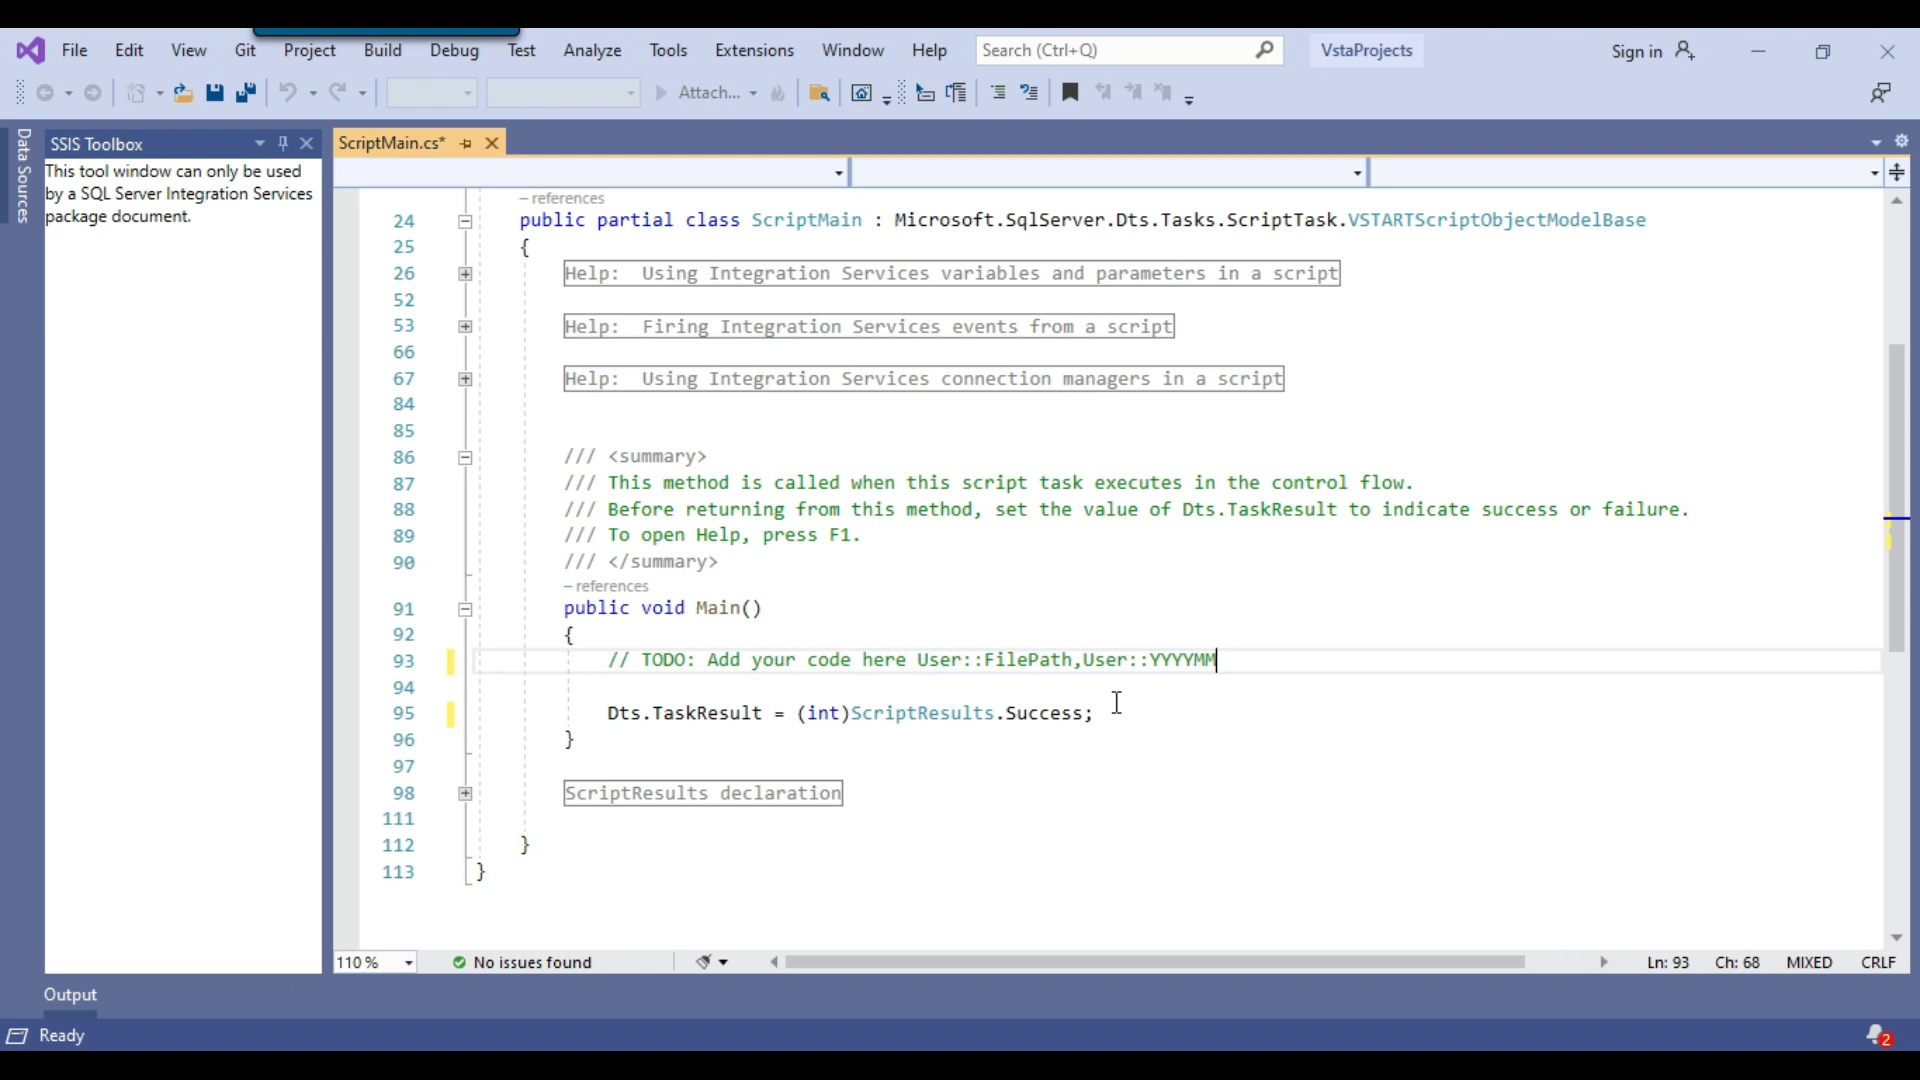 File Edit View Git Project Build Debug Test Analyze Tools Extensions Window Help Search (Ctrl+Q) VstaProjects Sign in
Attach...
Data Sources
SSIS Toolbox
This tool window can only be used
by a SQL Server Integration Services
package document.
ScriptMain.cs*
– references
24 public partial class ScriptMain : Microsoft.SqlServer.Dts.Tasks.ScriptTask.VSTARTScriptObjectModelBase
25 {
26 Help: Using Integration Services variables and parameters in a script
52
53 Help: Firing Integration Services events from a script
66
67 Help: Using Integration Services connection managers in a script
84
85
86 /// <summary>
87 /// This method is called when this script task executes in the control flow.
88 /// Before returning from this method, set the value of Dts.TaskResult to indicate success or failure.
89 /// To open Help, press F1.
90 /// </summary>
– references
91 public void Main()
92 {
93 // TODO: Add your code here User::FilePath,User::YYYYMM
94
95 Dts.TaskResult = (int)ScriptResults.Success;
96 }
97
98 ScriptResults declaration
111
112 }
113 }
110 % No issues found Ln: 93 Ch: 68 MIXED CRLF
Output
Ready 2